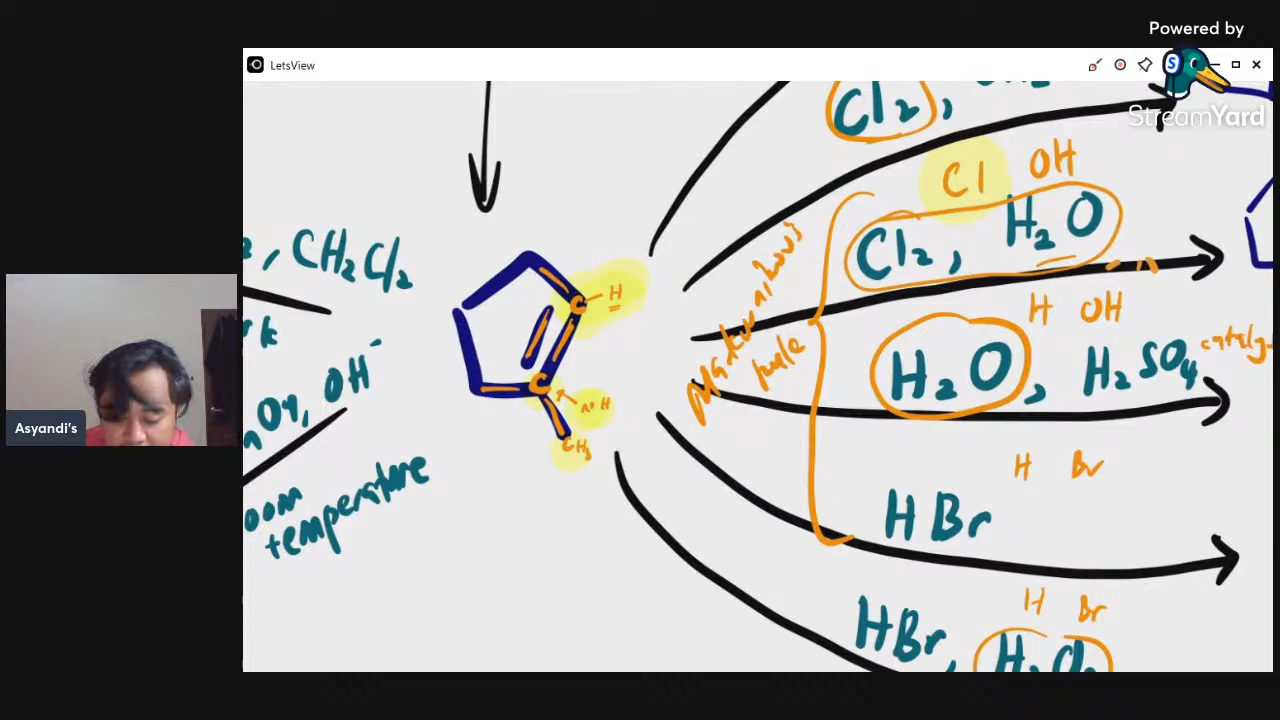 Powered by
StreamYard
LetsView
Asyandi's
Cl2,
Cl OH
Cl2, H2O
, CH2Cl2
H
Markovnikov's
rule
H OH
H2O, H2SO4
C H
C
no H
CH3
OH-
H Br
HBr
temperature
H Br
HBr,